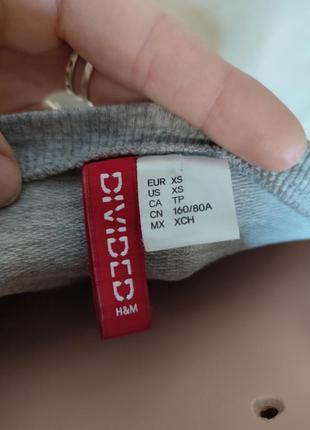 DIVIDED
H&M
EUR XS
US XS
CA TP
CN 160/80A
MX XCH